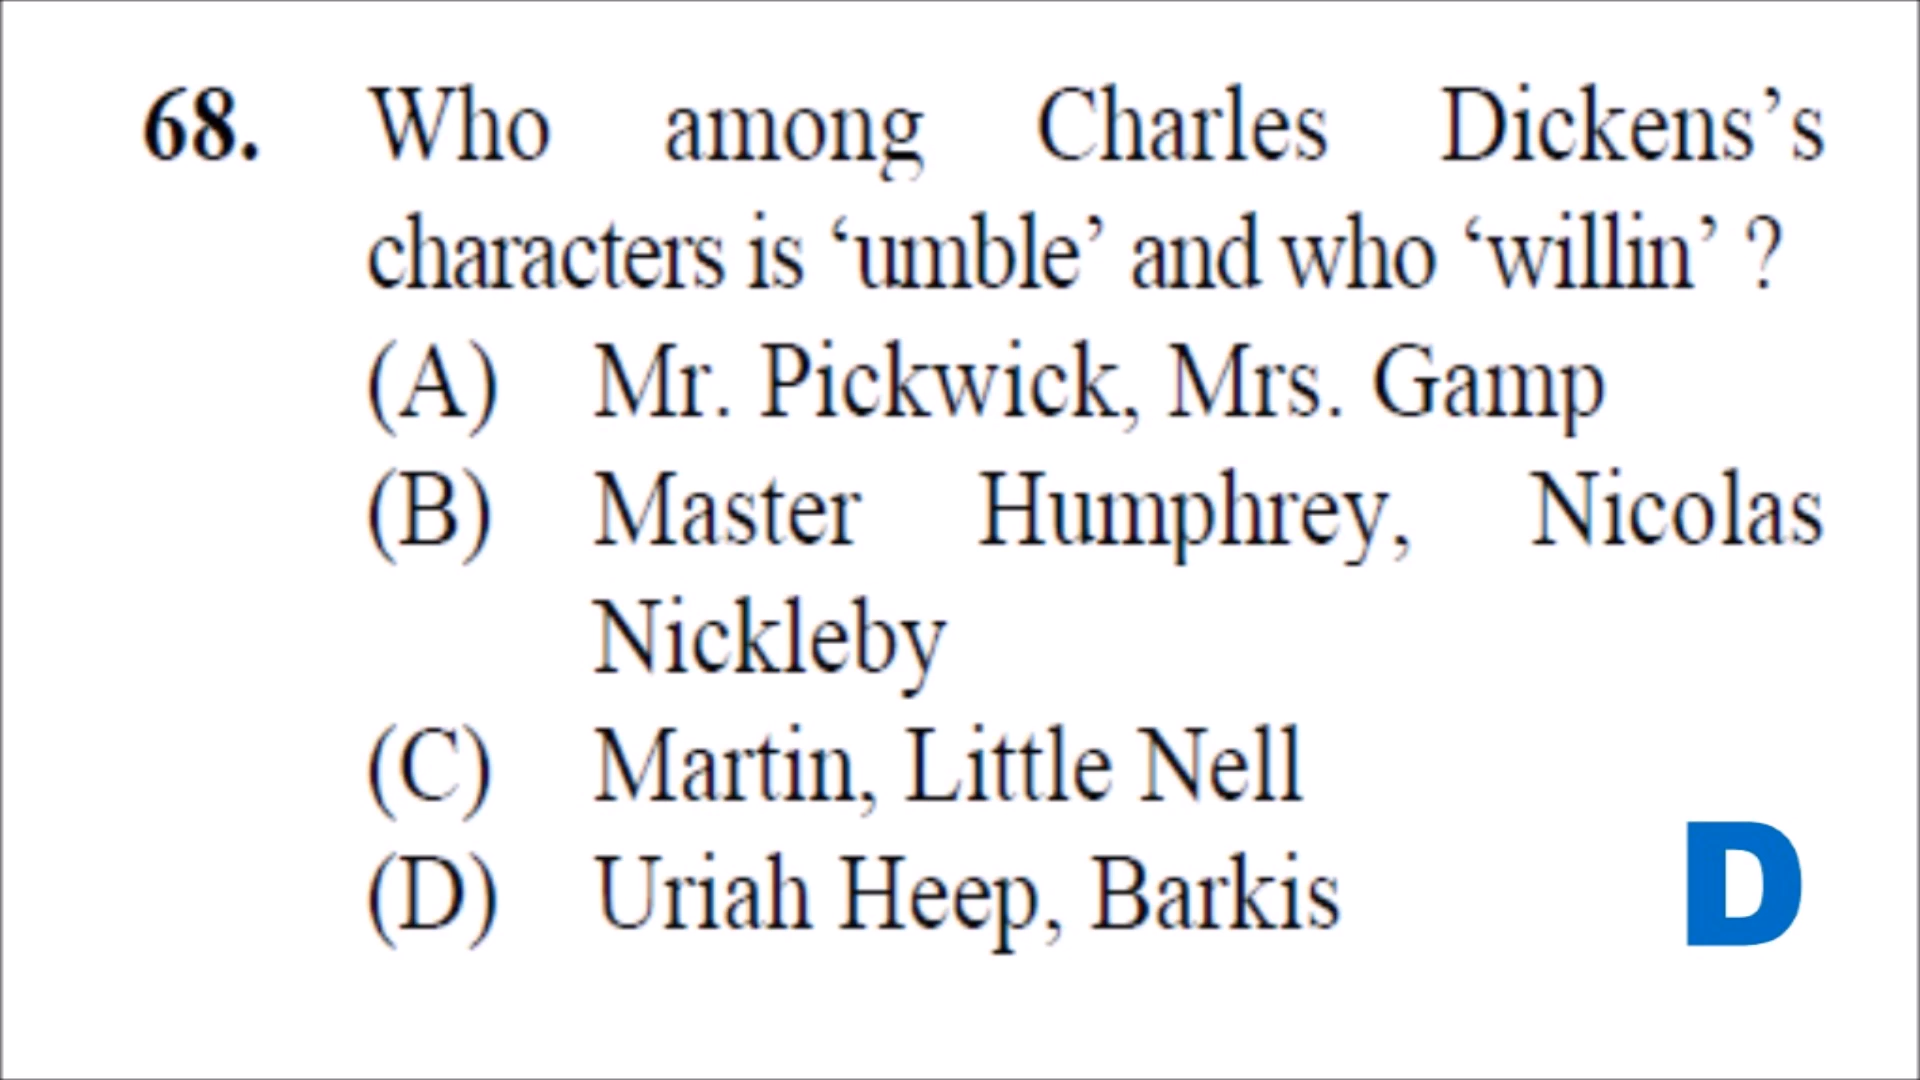 68. Who among Charles Dickens’s
characters is ‘umble’ and who ‘willin’ ?
(A) Mr. Pickwick, Mrs. Gamp
(B) Master Humphrey, Nicolas
Nickleby
(C) Martin, Little Nell
(D) Uriah Heep, Barkis
D